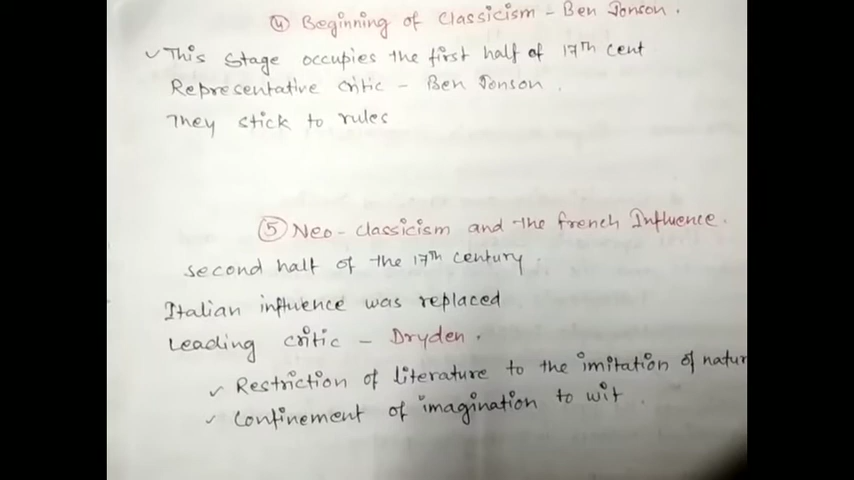 ④ Beginning of Classicism - Ben Jonson.
✓ This Stage occupies the first half of 17th cent
Representative critic - Ben Jonson.
They stick to rules
⑤ Neo-classicism and the french Influence.
second half of the 17th century.
Italian influence was replaced
Leading critic - Dryden.
✓ Restriction of literature to the imitation of natur
✓ Confinement of imagination to wit.